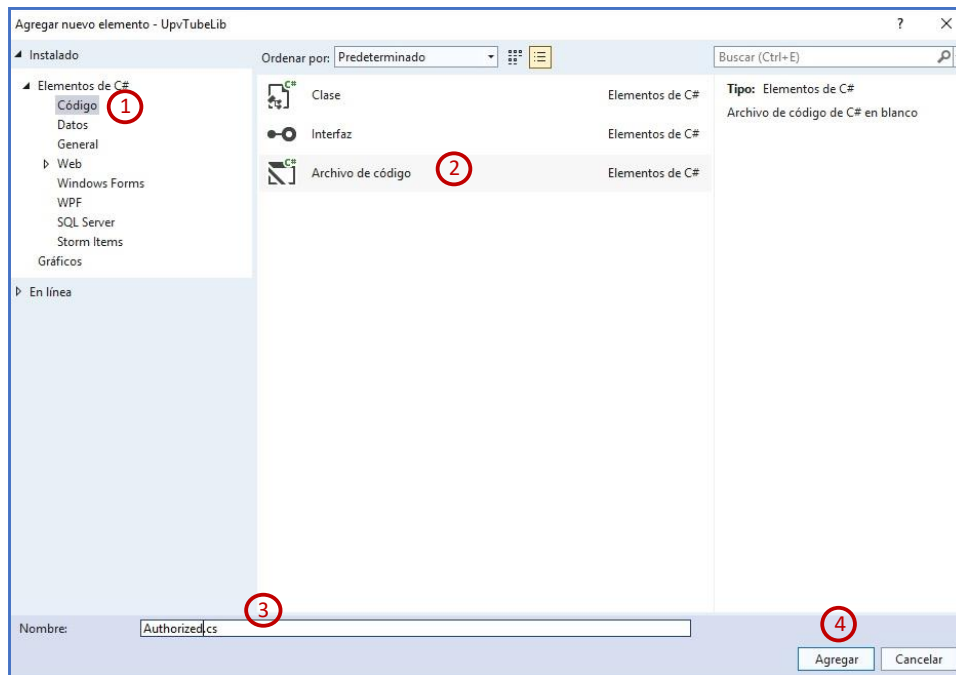 Agregar nuevo elemento - UpvTubeLib ? ×
Instalado
Ordenar por: Predeterminado
Buscar (Ctrl+E)
Elementos de C#
Código 1
Datos
General
Web
Windows Forms
WPF
SQL Server
Storm Items
Gráficos
En línea
C# Clase Elementos de C#
Interfaz Elementos de C#
C# Archivo de código 2 Elementos de C#
Tipo: Elementos de C#
Archivo de código de C# en blanco
3
Nombre: Authorized.cs
4
Agregar Cancelar